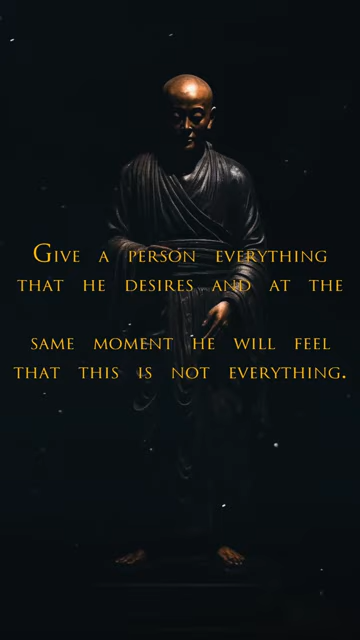 Give a person everything
that he desires and at the
same moment he will feel
that this is not everything.